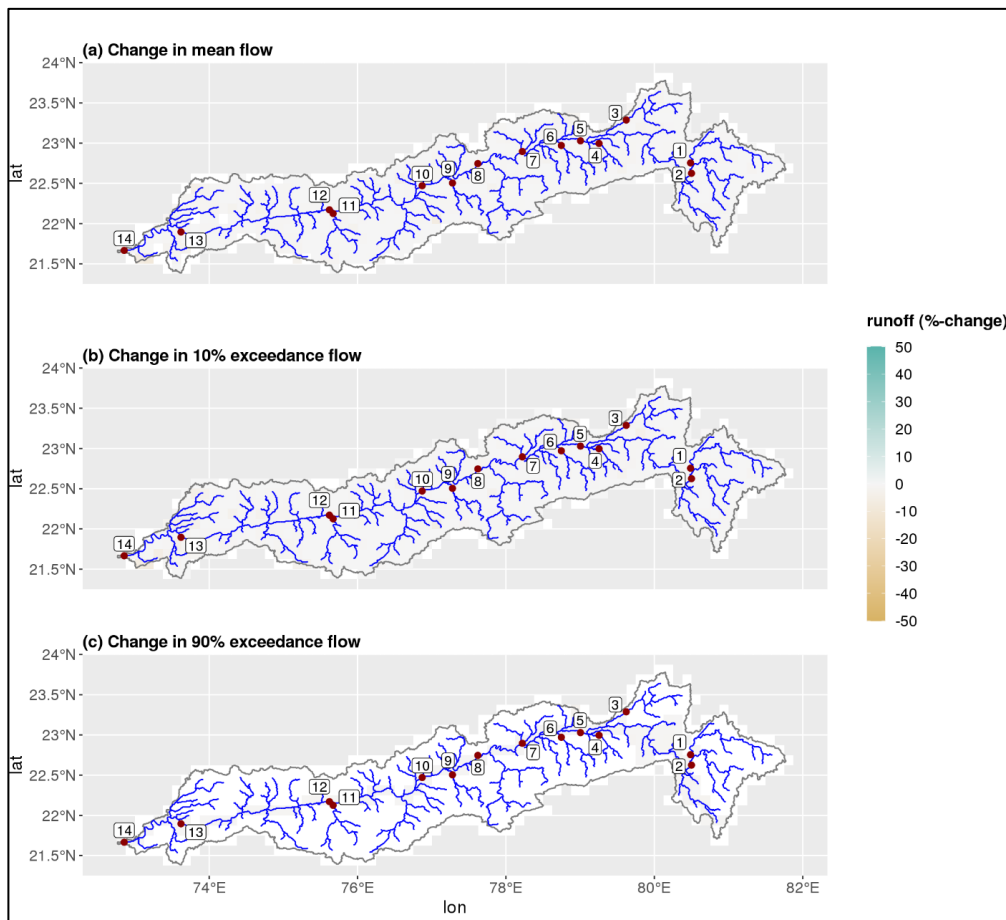 (a) Change in mean flow
24°N
23.5°N
23°N
22.5°N
22°N
21.5°N
lat
1
2
3
4
5
6
7
8
9
10
11
12
13
14
(b) Change in 10% exceedance flow
24°N
23.5°N
23°N
22.5°N
22°N
21.5°N
lat
1
2
3
4
5
6
7
8
9
10
11
12
13
14
(c) Change in 90% exceedance flow
24°N
23.5°N
23°N
22.5°N
22°N
21.5°N
lat
1
2
3
4
5
6
7
8
9
10
11
12
13
14
74°E 76°E 78°E 80°E 82°E
lon
runoff (%-change)
50
40
30
20
10
0
-10
-20
-30
-40
-50